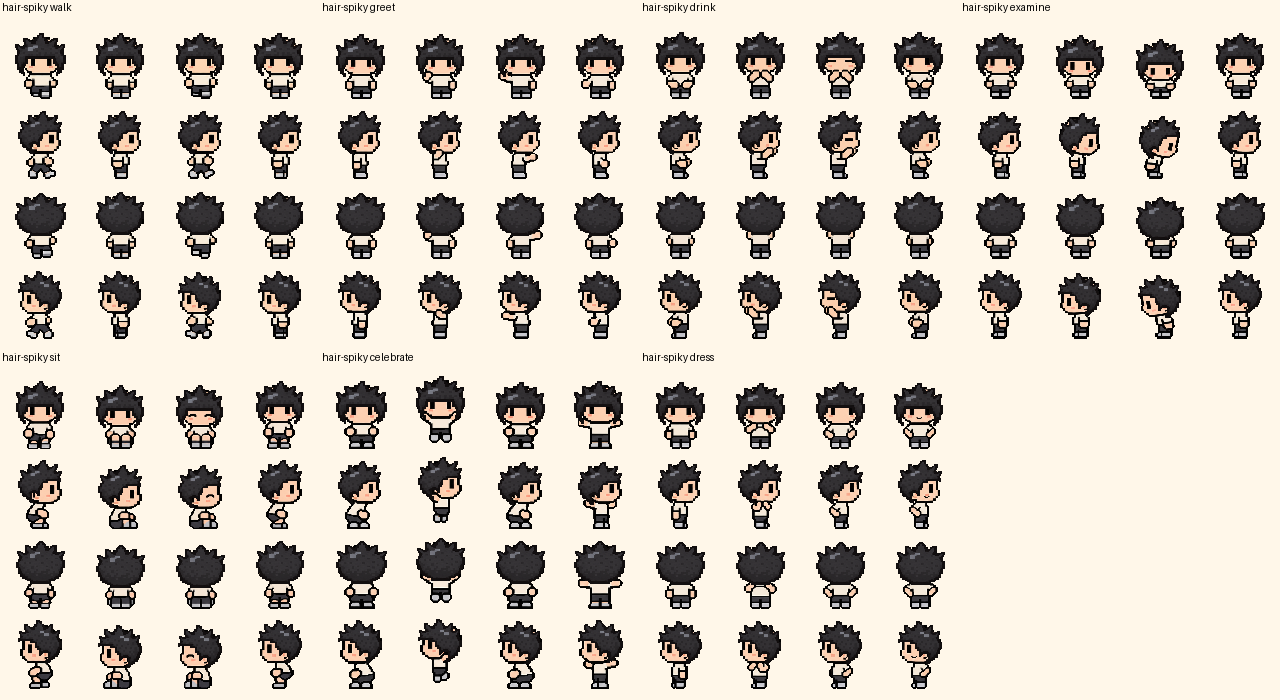 hair-spiky walk
hair-spiky greet
hair-spiky drink
hair-spiky examine
hair-spiky sit
hair-spiky celebrate
hair-spiky dress